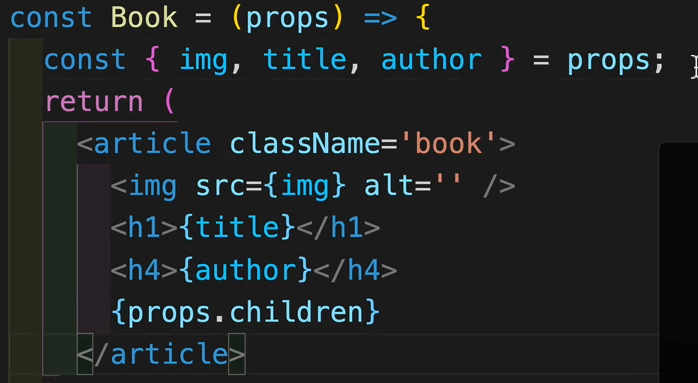 const Book = (props) => {
const { img, title, author } = props;
return (
<article className='book'>
<img src={img} alt='' />
<h1>{title}</h1>
<h4>{author}</h4>
{props.children}
</article>